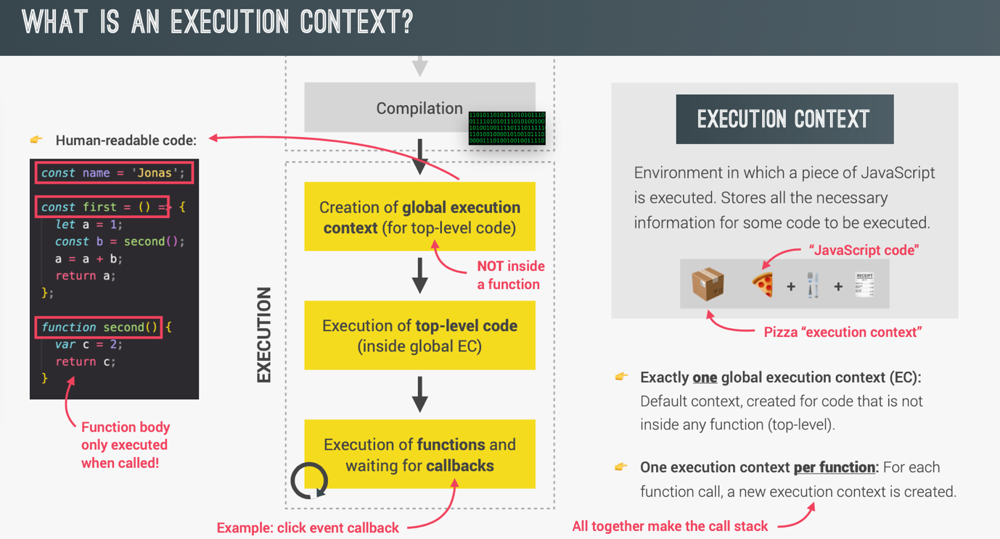 WHAT IS AN EXECUTION CONTEXT?
Human-readable code:
const name = 'Jonas';
const first = () => {
let a = 1;
const b = second();
a = a + b;
return a;
};
function second() {
var c = 2;
return c;
}
Function body
only executed
when called!
Compilation
EXECUTION
Creation of global execution
context (for top-level code)
NOT inside
a function
Execution of top-level code
(inside global EC)
Execution of functions and
waiting for callbacks
Example: click event callback
EXECUTION CONTEXT
Environment in which a piece of JavaScript
is executed. Stores all the necessary
information for some code to be executed.
“JavaScript code"
+ +
RECEIPT
Pizza “execution context”
Exactly one global execution context (EC):
Default context, created for code that is not
inside any function (top-level).
One execution context per function: For each
function call, a new execution context is created.
All together make the call stack